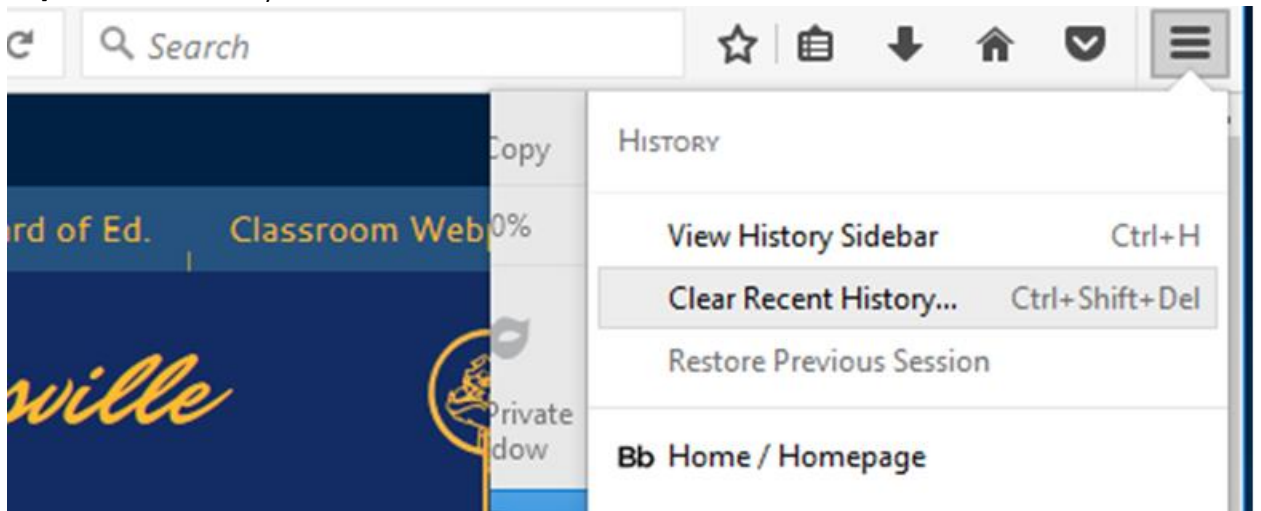 Search
Copy
HISTORY
0%
rd of Ed. Classroom Web
View History Sidebar Ctrl+H
Clear Recent History... Ctrl+Shift+Del
Restore Previous Session
sville
Private
dow
Bb Home / Homepage